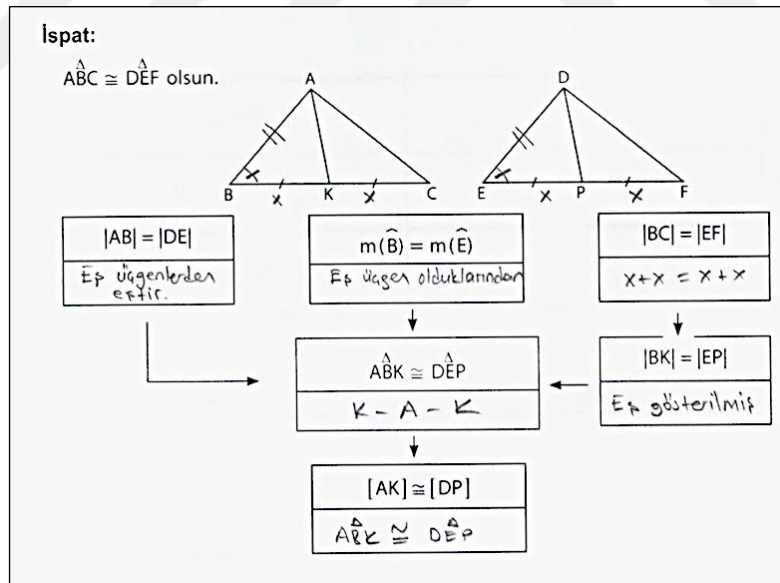 İspat:
ABC ≅ DEF olsun.
A
D
B
K
C
E
P
F
x
x
x
x
x
x
|AB| = |DE|
Eş üçgenlerden
eştir.
m(B̂) = m(Ê)
Eş üçgen olduklarından
|BC| = |EF|
x+x = x+x
ABK ≅ DEP
K - A - K
|BK| = |EP|
Eş gösterilmiş
[AK] ≅ [DP]
ABK ≅ DEP